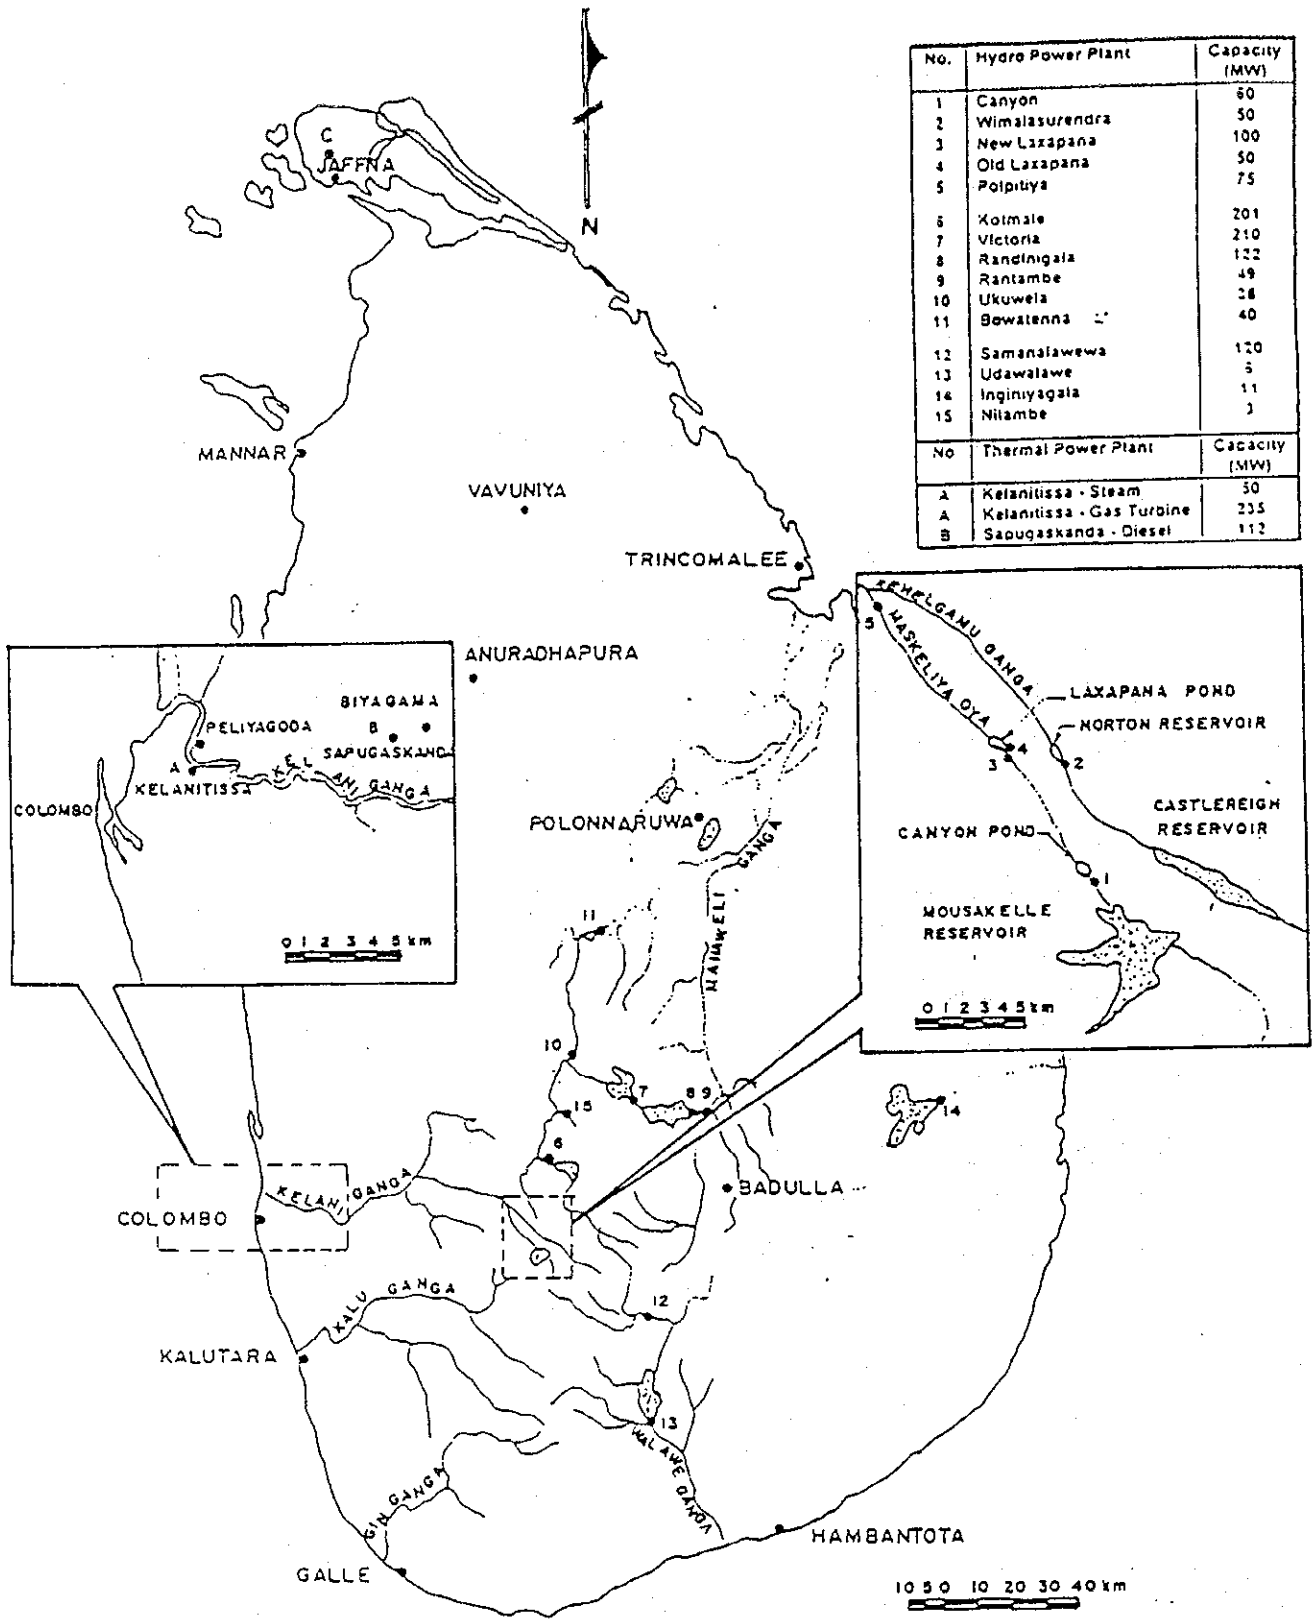 No. Hydro Power Plant Capacity (MW)
1 Canyon 60
2 Wimalasurendra 50
3 New Laxapana 100
4 Old Laxapana 50
5 Polpitiya 75
6 Kotmale 201
7 Victoria 210
8 Randinigala 122
9 Rantambe 49
10 Ukuwela
11 Bowatenna 40
12 Samanalawewa 120
13 Udawalawe 6
14 Inginiyagala 11
15 Nilambe 3
No Thermal Power Plant Capacity (MW)
A Kelanitissa - Steam 50
A Kelanitissa - Gas Turbine 235
B Sapugaskanda - Diesel 112
N
C
JAFFNA
MANNAR
VAVUNIYA
TRINCOMALEE
ANURADHAPURA
POLONNARUWA
MAHAWELI GANGA
11
10
7
8 9
15
6
14
BADULLA
KELANI GANGA
COLOMBO
KALU GANGA
12
KALUTARA
13
WALAWE GANGA
GIN GANGA
HAMBANTOTA
GALLE
10 5 0 10 20 30 40 km
BIYAGAMA
PELIYAGODA
B
SAPUGASKAND
A
KELANITISSA
KELANI GANGA
COLOMBO
0 1 2 3 4 5 km
KEHELGAMU GANGA
5
MASKELIYA OYA
LAXAPANA POND
NORTON RESERVOIR
4
3
2
CASTLEREIGH
RESERVOIR
CANYON POND
1
MOUSAKELLE
RESERVOIR
0 1 2 3 4 5 km